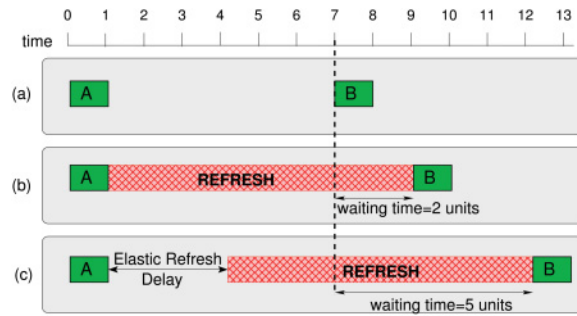 0 1 2 3 4 5 6 7 8 9 10 11 12 13
time
(a) A B
(b) A REFRESH B
waiting time=2 units
(c) A Elastic Refresh REFRESH B
Delay
waiting time=5 units